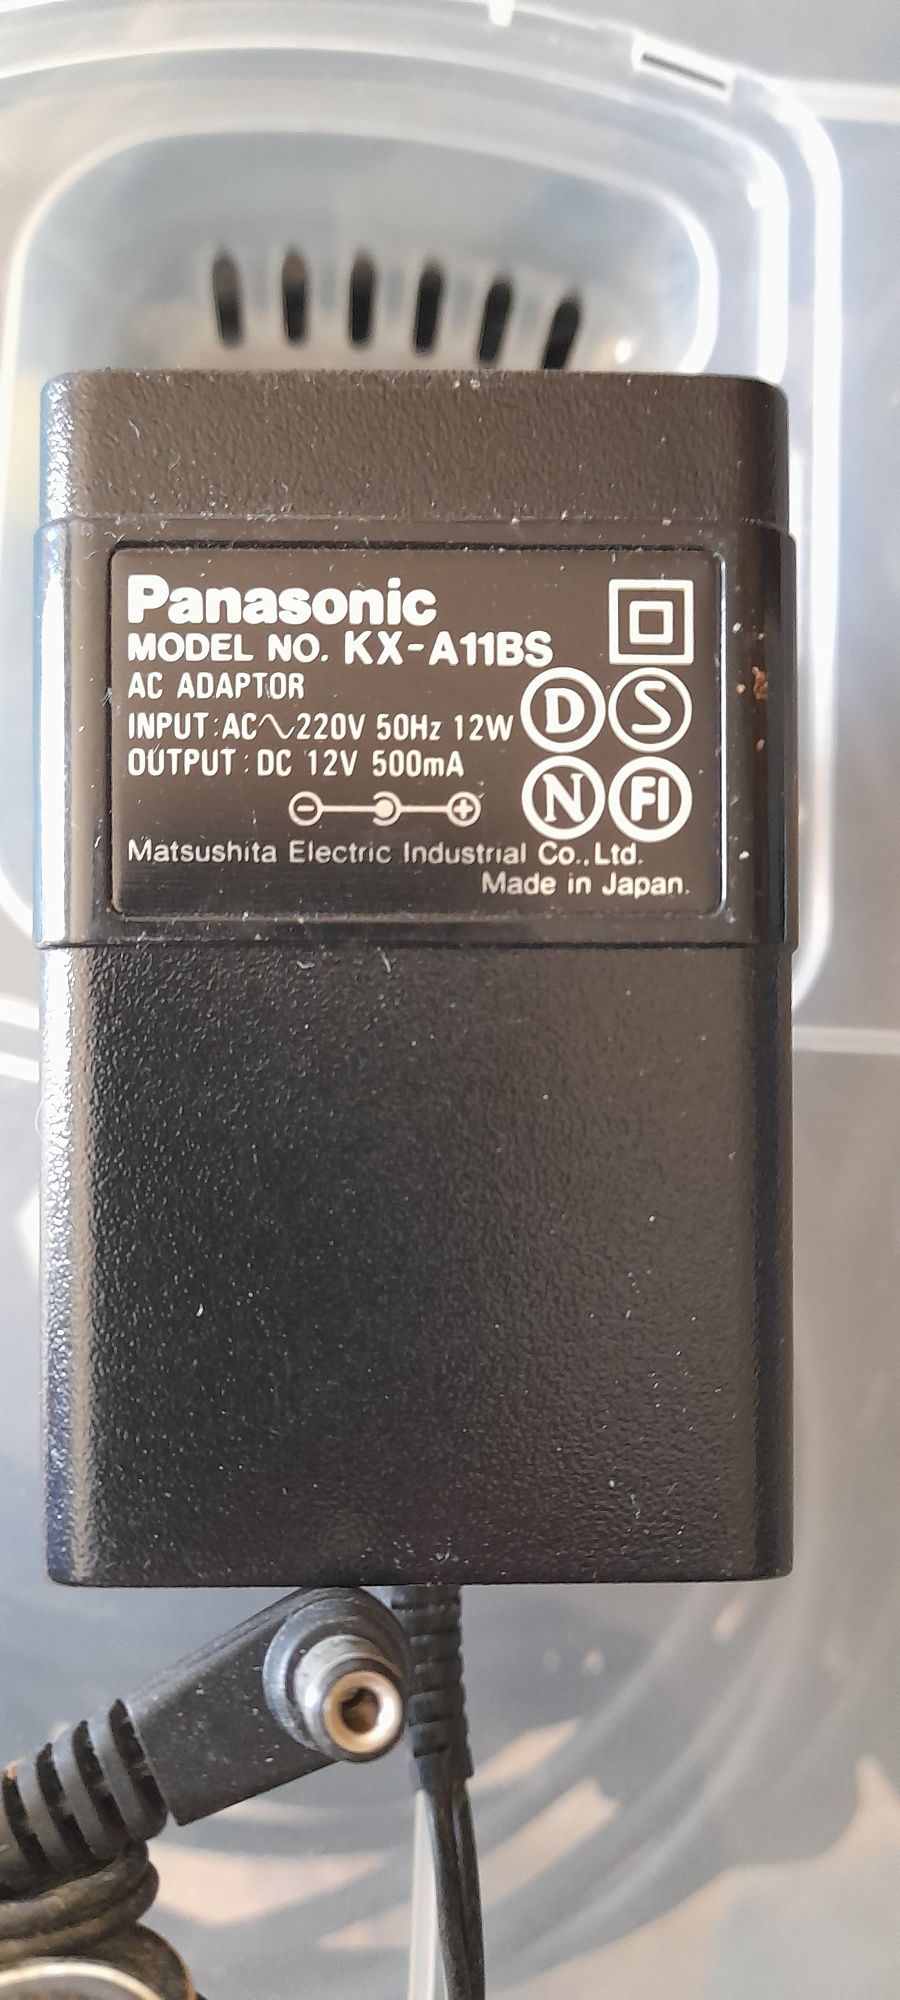 Panasonic
MODEL NO. KX-A11BS
AC ADAPTOR
INPUT:AC∿220V 50Hz 12W
OUTPUT:DC 12V 500mA
D S
N FI
Matsushita Electric Industrial Co.,Ltd.
Made in Japan.